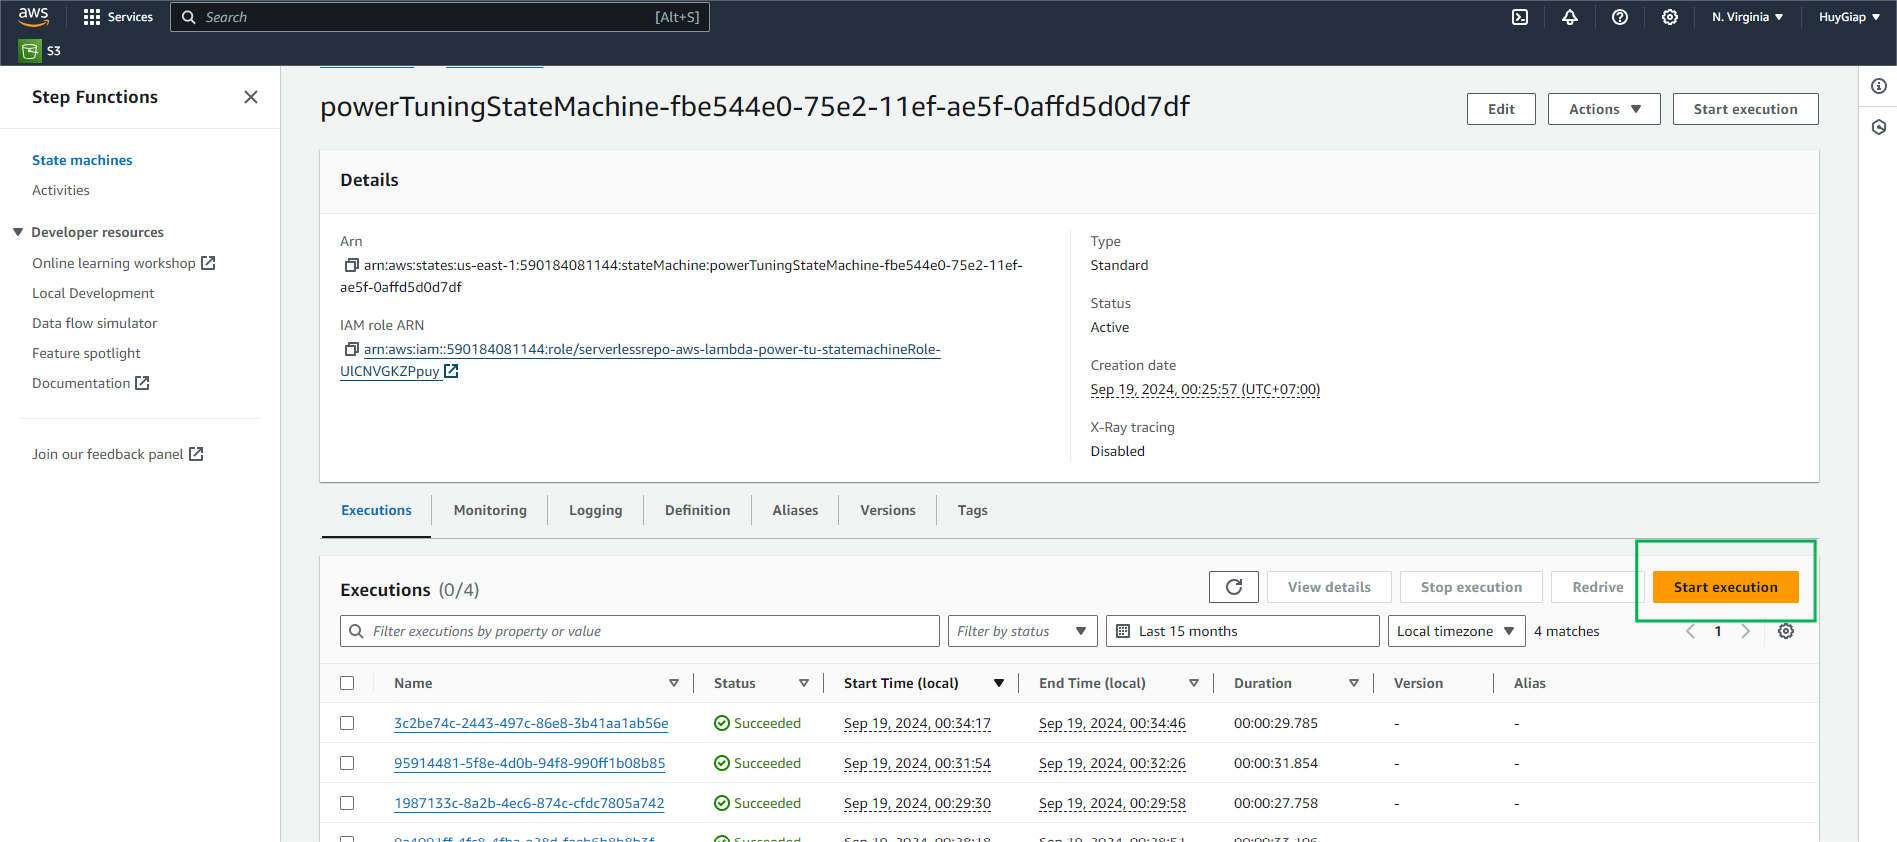 aws
Services
Search
[Alt+S]
N. Virginia
HuyGiap
S3
Step Functions
State machines
Activities
Developer resources
Online learning workshop
Local Development
Data flow simulator
Feature spotlight
Documentation
Join our feedback panel
powerTuningStateMachine-fbe544e0-75e2-11ef-ae5f-0affd5d0d7df
Edit
Actions
Start execution
Details
Arn
arn:aws:states:us-east-1:590184081144:stateMachine:powerTuningStateMachine-fbe544e0-75e2-11ef-
ae5f-0affd5d0d7df
IAM role ARN
arn:aws:iam::590184081144:role/serverlessrepo-aws-lambda-power-tu-statemachineRole-
UlCNVGKZPpuy
Type
Standard
Status
Active
Creation date
Sep 19, 2024, 00:25:57 (UTC+07:00)
X-Ray tracing
Disabled
Executions
Monitoring
Logging
Definition
Aliases
Versions
Tags
Executions (0/4)
View details
Stop execution
Redrive
Start execution
Filter executions by property or value
Filter by status
Last 15 months
Local timezone
4 matches
1
Name Status Start Time (local) End Time (local) Duration Version Alias
3c2be74c-2443-497c-86e8-3b41aa1ab56e Succeeded Sep 19, 2024, 00:34:17 Sep 19, 2024, 00:34:46 00:00:29.785 - -
95914481-5f8e-4d0b-94f8-990ff1b08b85 Succeeded Sep 19, 2024, 00:31:54 Sep 19, 2024, 00:32:26 00:00:31.854 - -
1987133c-8a2b-4ec6-874c-cfdc7805a742 Succeeded Sep 19, 2024, 00:29:30 Sep 19, 2024, 00:29:58 00:00:27.758 - -